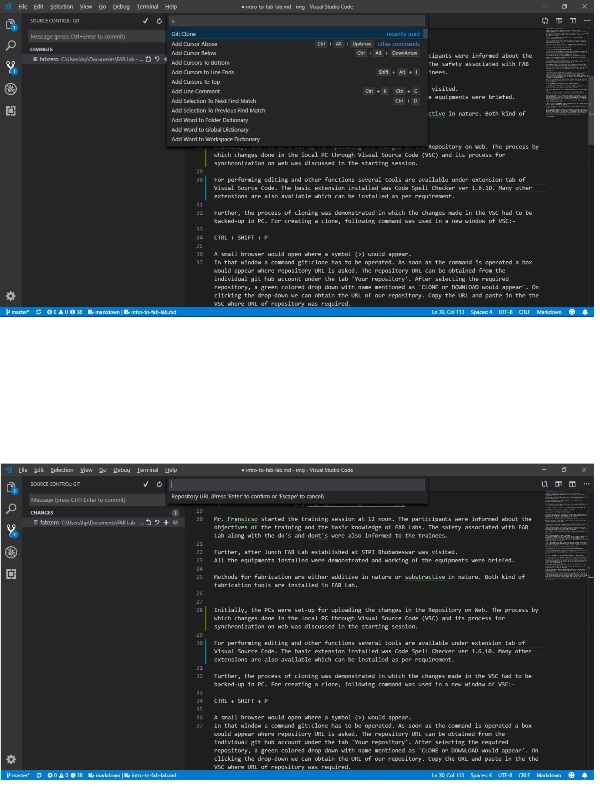 File Edit Selection View Go Debug Terminal Help
• intro-to-fab-lab.md - img - Visual Studio Code
SOURCE CONTROL: GIT
>
Message (press Ctrl+Enter to commit)
Git: Clone recently used
CHANGES
Add Cursor Above Ctrl + Alt + UpArrow other commands
fabzero C:\Users\hp\Documents\FAB Lab - ...
Add Cursor Below Ctrl + Alt + DownArrow
Add Cursors To Bottom
Add Cursors to Line Ends Shift + Alt + I
Add Cursors To Top
Add Line Comment Ctrl + K Ctrl + C
Add Selection To Next Find Match Ctrl + D
Add Selection To Previous Find Match
Add Word to Folder Dictionary
Add Word to Global Dictionary
Add Word to Workspace Dictionary
icipants were informed about the
The safety associated with FAB
inees.
visited.
e equipments were briefed.
ctive in nature. Both kind of
Repository on Web. The process by
which changes done in the local PC through Visual Source Code (VSC) and its process for
synchronization on web was discussed in the starting session.
29
30 For performing editing and other functions several tools are available under extension tab of
Visual Source Code. The basic extension installed was Code Spell Checker ver 1.6.10. Many other
extensions are also available which can be installed as per requirement.
31
32 Further, the process of cloning was demonstrated in which the changes made in the VSC had to be
backed-up in PC. For creating a clone, following command was used in a new window of VSC:-
33
34 CTRL + SHIFT + P
35
36 A small browser would open where a symbol (>) would appear.
37 In that window a command git:clone has to be operated. As soon as the command is operated a box
would appear where repository URL is asked. The repository URL can be obtained from the
individual git hub account under the tab 'Your repository'. After selecting the required
repository, a green colored drop down with name mentioned as 'CLONE or DOWNLOAD would appear'. On
clicking the drop-down we can obtain the URL of our repository. Copy the URL and paste in the the
VSC where URL of repository was required.
master* 0 0 38 markdown | intro-to-fab-lab.md Ln 30, Col 113 Spaces: 4 UTF-8 CRLF Markdown
File Edit Selection View Go Debug Terminal Help
• intro-to-fab-lab.md - img - Visual Studio Code
SOURCE CONTROL: GIT
Message (press Ctrl+Enter to commit)
Repository URL (Press 'Enter' to confirm or 'Escape' to cancel)
CHANGES 1
fabzero C:\Users\hp\Documents\FAB Lab ... M
19
20 Mr. Fransicso started the training session at 12 noon. The participants were informed about the
objectives of the training and the basic knowledge of FAB Labs. The safety associated with FAB
Lab along with the do's and dont's were also informed to the trainees.
21
22 Further, after lunch FAB Lab established at STPI Bhubaneswar was visited.
23 All the equipments installed were demonstrated and working of the equipments were briefed.
24
25 Methods for fabrication are either additive in nature or substractive in nature. Both kind of
fabrication tools are installed in FAB lab.
26
27
28 Initially, the PCs were set-up for uploading the changes in the Repository on Web. The process by
which changes done in the local PC through Visual Source Code (VSC) and its process for
synchronization on web was discussed in the starting session.
29
30 For performing editing and other functions several tools are available under extension tab of
Visual Source Code. The basic extension installed was Code Spell Checker ver 1.6.10. Many other
extensions are also available which can be installed as per requirement.
31
32 Further, the process of cloning was demonstrated in which the changes made in the VSC had to be
backed-up in PC. For creating a clone, following command was used in a new window of VSC:-
33
34 CTRL + SHIFT + P
35
36 A small browser would open where a symbol (>) would appear.
37 In that window a command git:clone has to be operated. As soon as the command is operated a box
would appear where repository URL is asked. The repository URL can be obtained from the
individual git hub account under the tab 'Your repository'. After selecting the required
repository, a green colored drop down with name mentioned as 'CLONE or DOWNLOAD would appear'. On
clicking the drop-down we can obtain the URL of our repository. Copy the URL and paste in the the
VSC where URL of repository was required.
master* 0 0 38 markdown | intro-to-fab-lab.md Ln 30, Col 113 Spaces: 4 UTF-8 CRLF Markdown